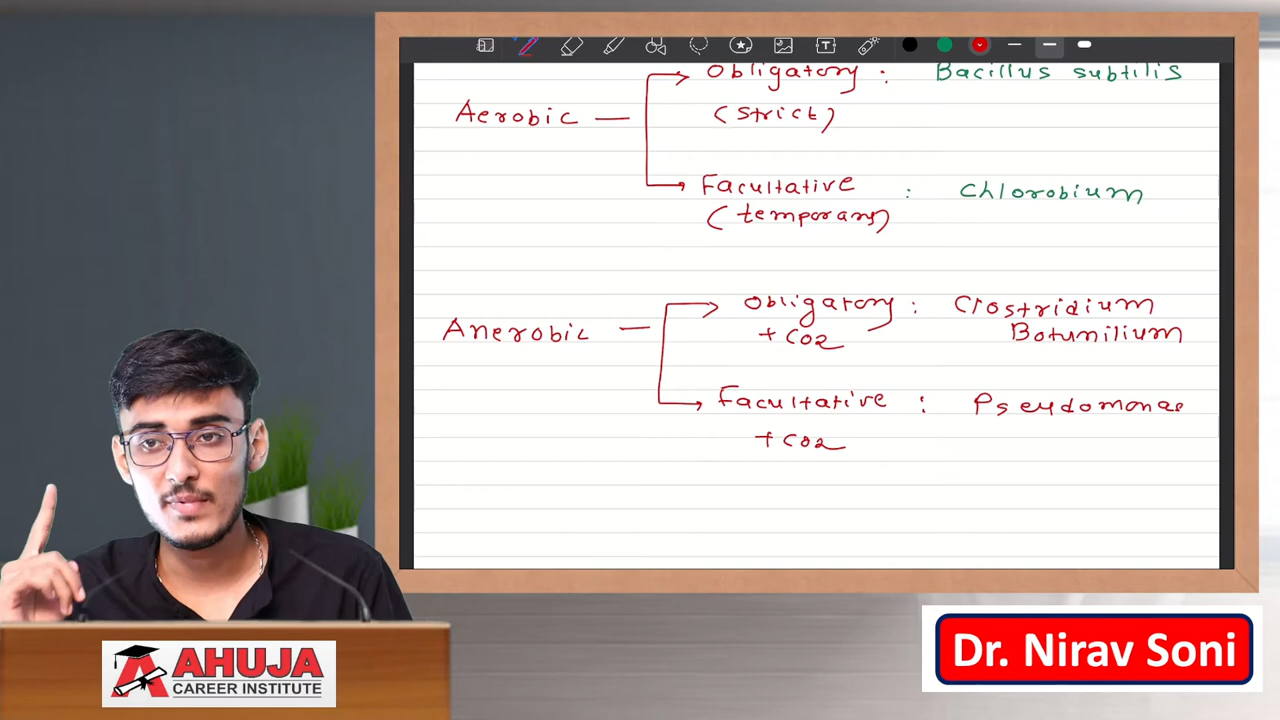 Obligatory : Bacillus subtilis
Aerobic — (Strict)
Facultative : Chlorobium
(temporary)
Obligatory : Clostridium
Anerobic — + CO2 Botumilium
Facultative : Pseudomonae
+ CO2
T
AHUJA
CAREER INSTITUTE
Dr. Nirav Soni